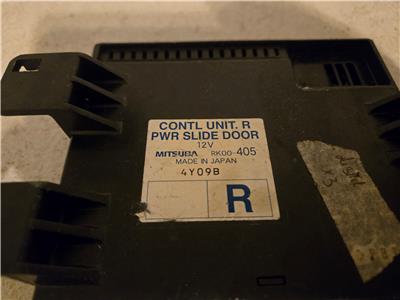 CONTL UNIT. R
PWR SLIDE DOOR
12V
MITSUBA RK00-405
MADE IN JAPAN
4Y09B
R